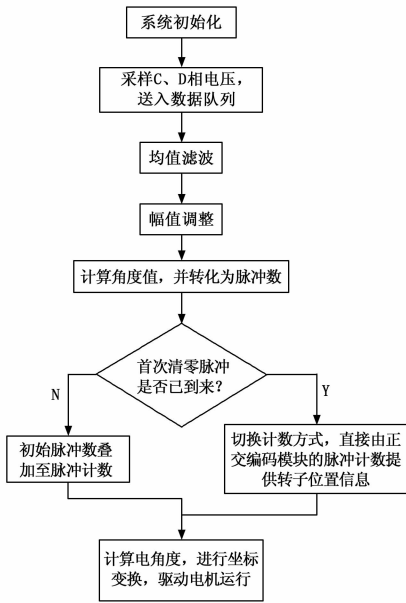 系统初始化
采样C、D相电压，
送入数据队列
均值滤波
幅值调整
计算角度值，并转化为脉冲数
首次清零脉冲
是否已到来？
N
Y
初始脉冲数叠
加至脉冲计数
切换计数方式，直接由正
交编码模块的脉冲计数提
供转子位置信息
计算电角度，进行坐标
变换，驱动电机运行